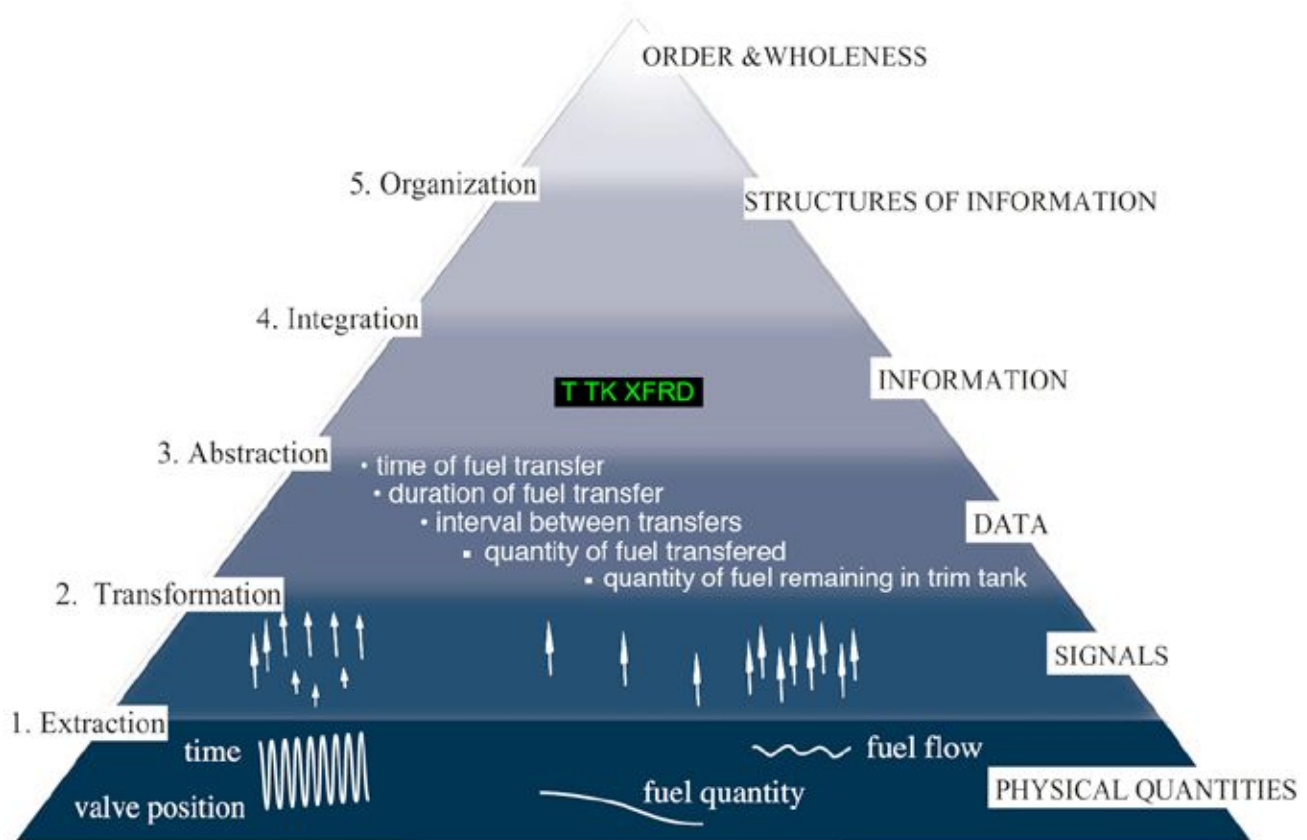 ORDER &WHOLENESS
5. Organization
STRUCTURES OF INFORMATION
4. Integration
INFORMATION
T TK XFRD
3. Abstraction
• time of fuel transfer
• duration of fuel transfer
• interval between transfers
▪ quantity of fuel transfered
▪ quantity of fuel remaining in trim tank
DATA
2. Transformation
SIGNALS
1. Extraction
time
fuel flow
valve position
fuel quantity
PHYSICAL QUANTITIES